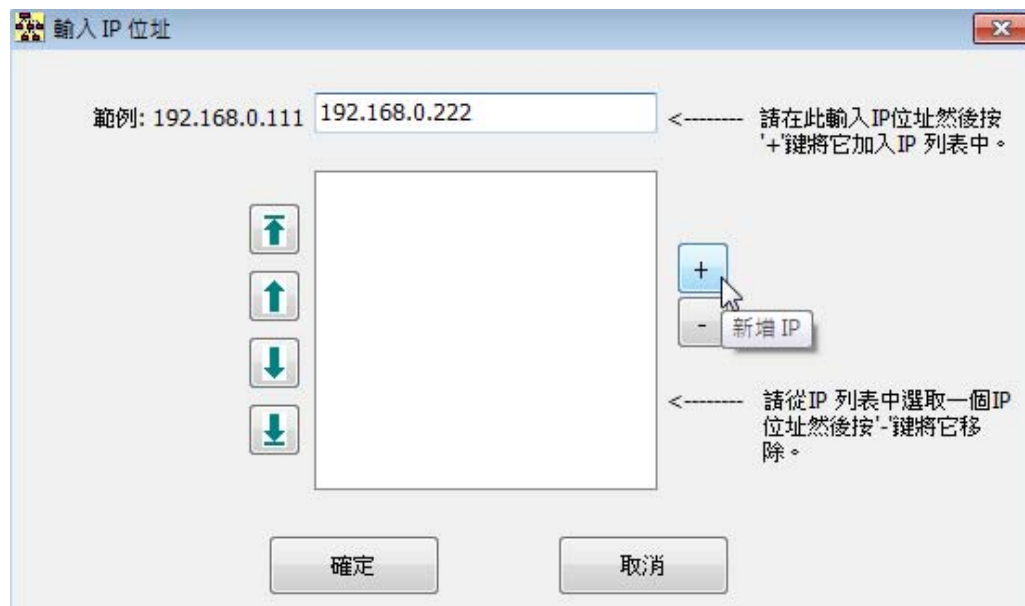 輸入 IP 位址
範例: 192.168.0.111
192.168.0.222
<-------- 請在此輸入IP位址然後按
'+'鍵將它加入IP 列表中。
+
-
新增 IP
<-------- 請從IP 列表中選取一個IP
位址然後按'-'鍵將它移
除。
確定
取消